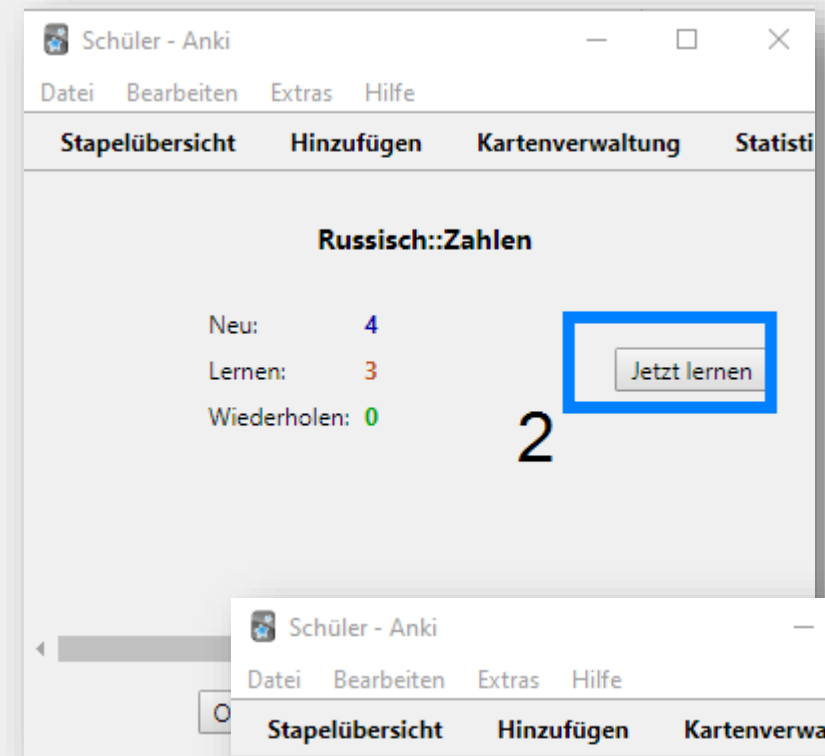 Schüler - Anki
Datei Bearbeiten Extras Hilfe
Stapelübersicht Hinzufügen Kartenverwaltung Statisti
Russisch::Zahlen
Neu: 4
Lernen: 3 Jetzt lernen
Wiederholen: 0
2
Schüler - Anki
Datei Bearbeiten Extras Hilfe
O
Stapelübersicht Hinzufügen Kartenverwa